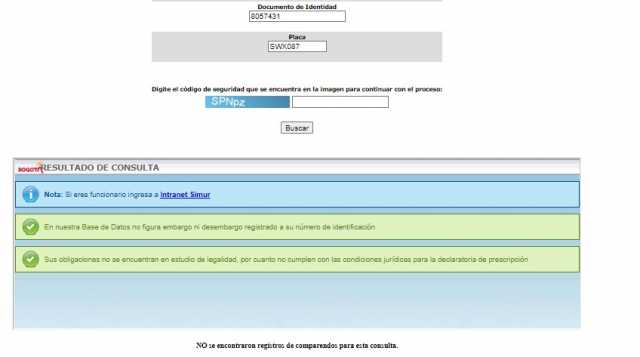 Documento de Identidad
8057431
Placa
SWX087
Digite el código de seguridad que se encuentra en la imagen para continuar con el proceso:
SPNpz
Buscar
BOGOTÁ RESULTADO DE CONSULTA
Nota: Si eres funcionario ingresa a Intranet Simur
En nuestra Base de Datos no figura embargo ni desembargo registrado a su número de identificación
Sus obligaciones no se encuentran en estudio de legalidad, por cuanto no cumplen con las condiciones jurídicas para la declaratoria de prescripción
NO se encontraron registros de comparendos para esta consulta.